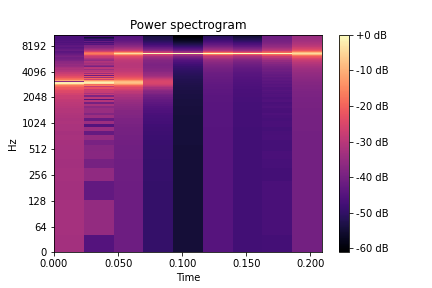 Power spectrogram
8192
4096
2048
1024
512
256
128
64
0
Hz
0.000 0.050 0.100 0.150 0.200
Time
+0 dB
-10 dB
-20 dB
-30 dB
-40 dB
-50 dB
-60 dB